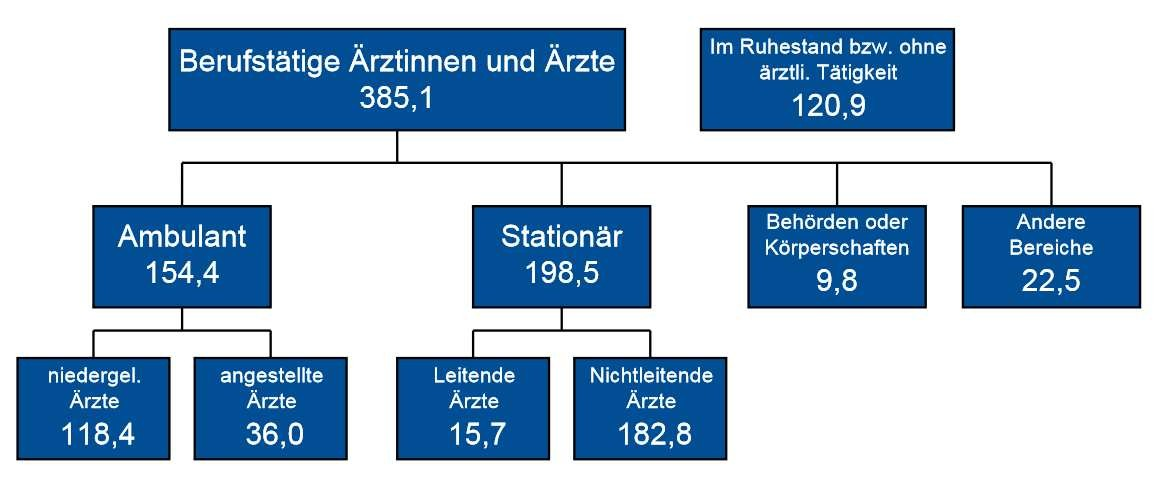 Berufstätige Ärztinnen und Ärzte
385,1
Im Ruhestand bzw. ohne
ärztli. Tätigkeit
120,9
Ambulant
154,4
Stationär
198,5
Behörden oder
Körperschaften
9,8
Andere
Bereiche
22,5
niedergel.
Ärzte
118,4
angestellte
Ärzte
36,0
Leitende
Ärzte
15,7
Nichtleitende
Ärzte
182,8